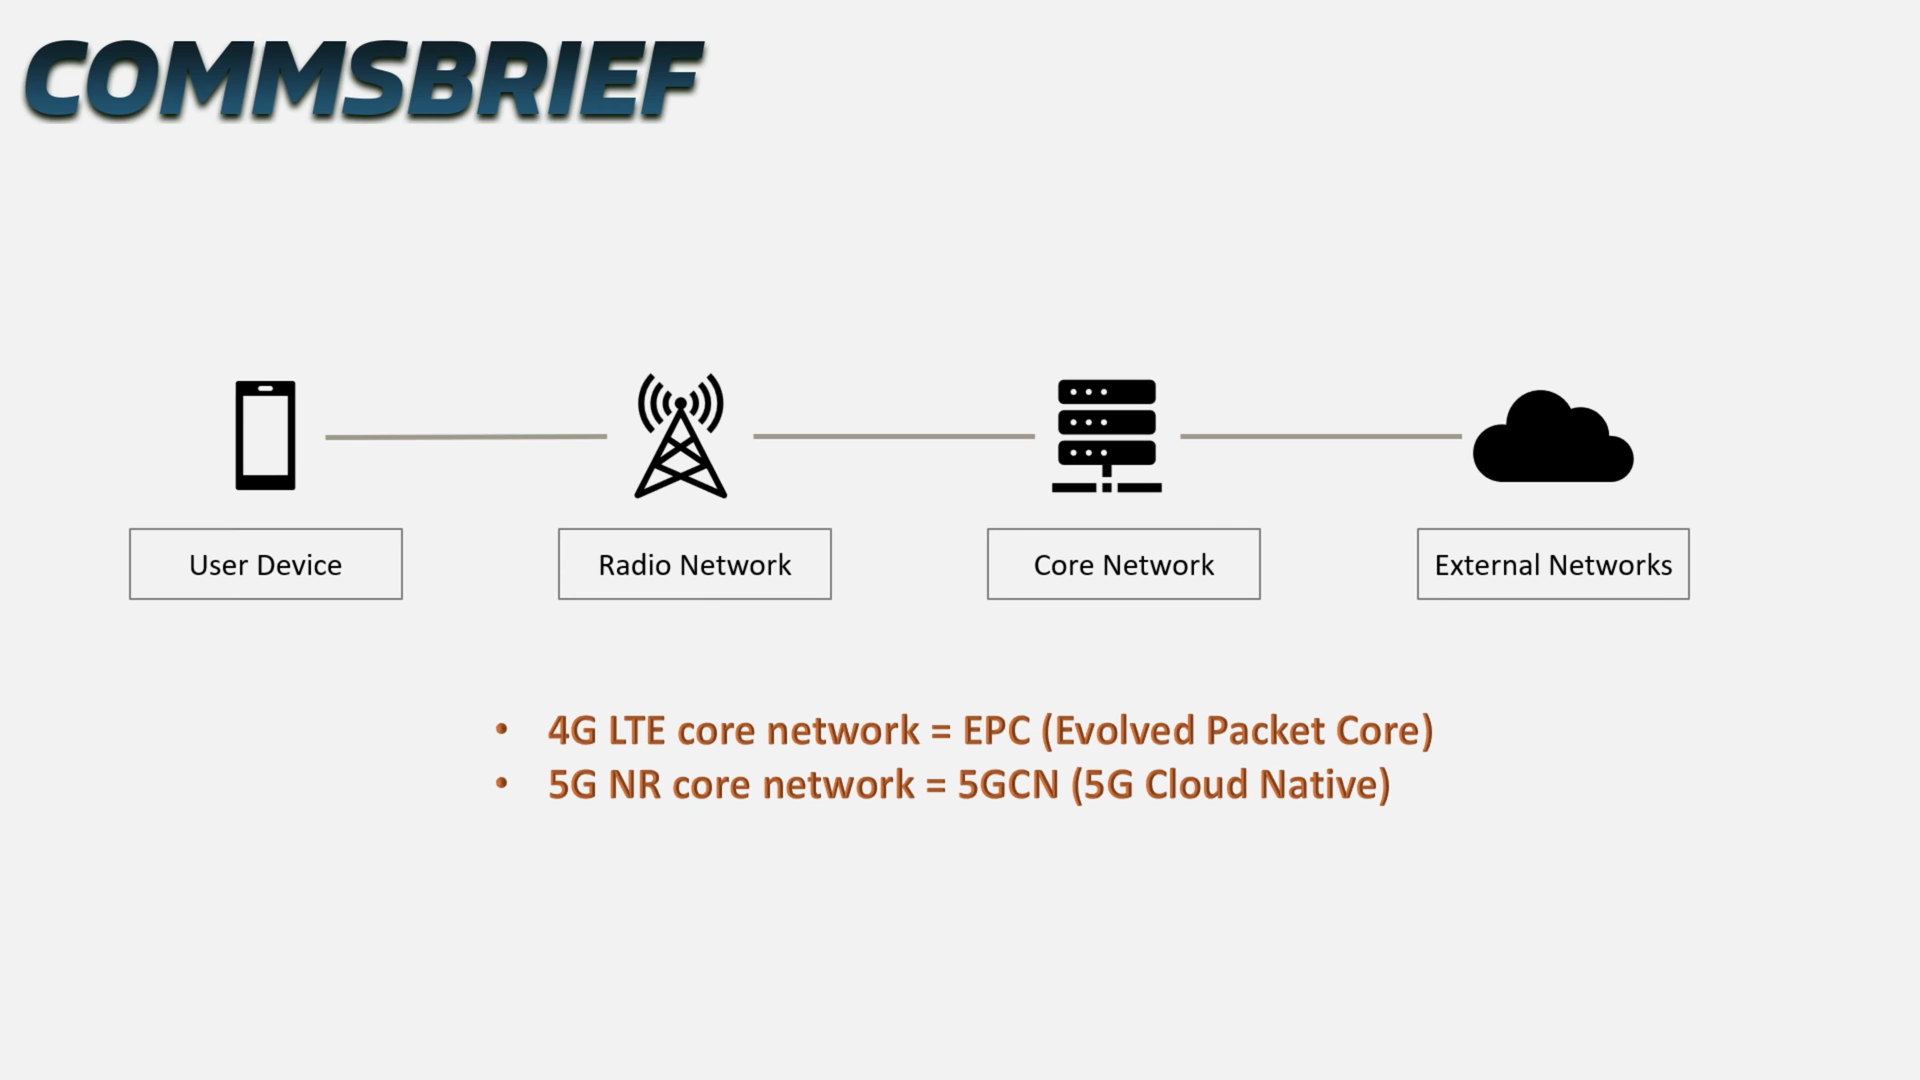 COMMSBRIEF
User Device
Radio Network
Core Network
External Networks
• 4G LTE core network = EPC (Evolved Packet Core)
• 5G NR core network = 5GCN (5G Cloud Native)